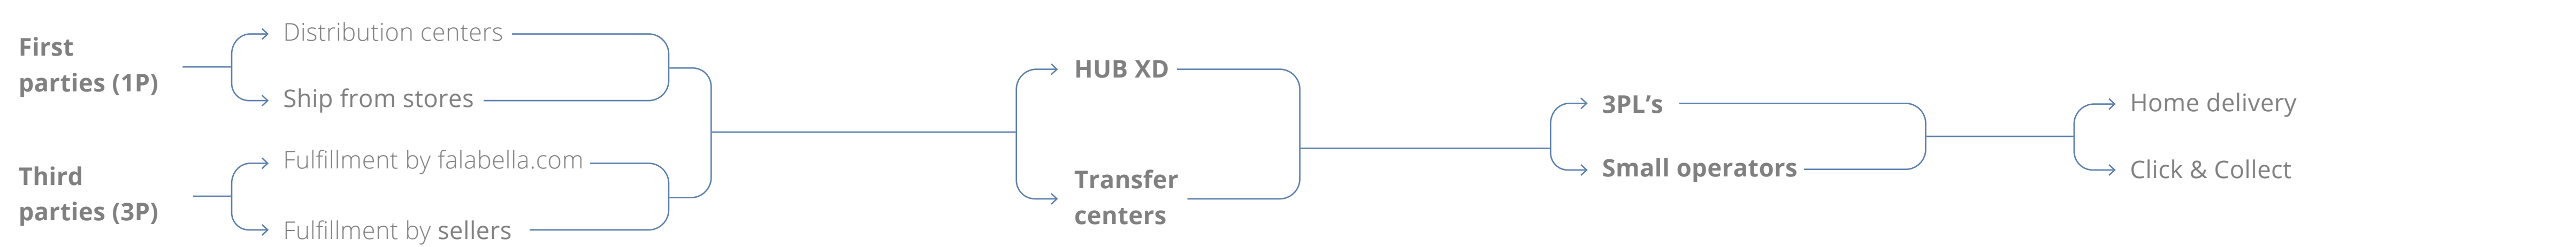 First
parties (1P)
Distribution centers
Ship from stores
Third
parties (3P)
Fulfillment by falabella.com
Fulfillment by sellers
HUB XD
Transfer
centers
3PL’s
Small operators
Home delivery
Click & Collect